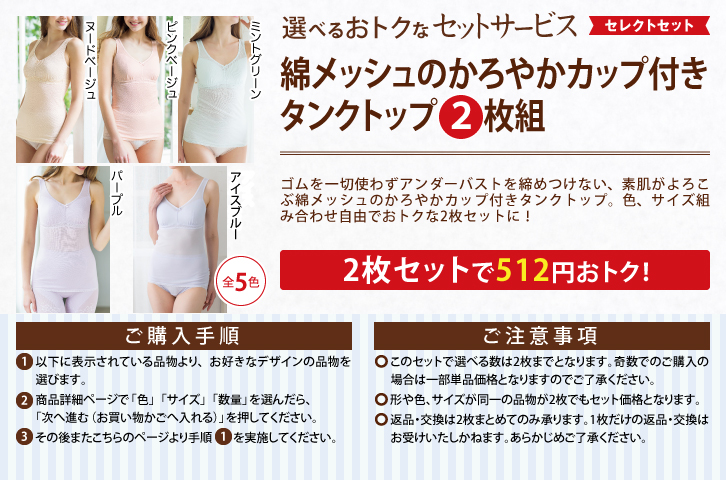 ヌードベージュ
ピンクベージュ
ミントグリーン
パープル
アイスブルー
全5色
選べるおトクなセットサービス
セレクトセット
綿メッシュのかろやかカップ付き
タンクトップ2枚組
ゴムを一切使わずアンダーバストを締めつけない、素肌がよろこ
ぶ綿メッシュのかろやかカップ付きタンクトップ。色、サイズ組
み合わせ自由でおトクな2枚セットに！
2枚セットで512円おトク！
ご購入手順
1 以下に表示されている品物より、お好きなデザインの品物を
選びます。
2 商品詳細ページで「色」「サイズ」「数量」を選んだら、
「次へ進む（お買い物かごへ入れる）」を押してください。
3 その後またこちらのページより手順1を実施してください。
ご注意事項
○ このセットで選べる数は2枚までとなります。奇数でのご購入の
場合は一部単品価格となりますのでご了承ください。
○ 形や色、サイズが同一の品物が2枚でもセット価格となります。
○ 返品・交換は2枚まとめてのみ承ります。1枚だけの返品・交換は
お受けいたしかねます。あらかじめご了承ください。